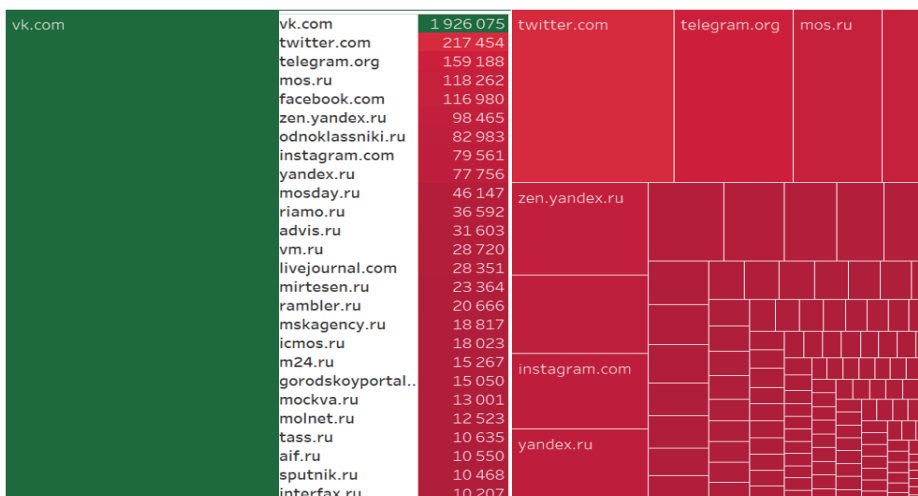 vk.com
vk.com 1 926 075
twitter.com 217 454
telegram.org 159 188
mos.ru 118 262
facebook.com 116 980
zen.yandex.ru 98 465
odnoklassniki.ru 82 983
instagram.com 79 561
yandex.ru 77 756
mosday.ru 46 147
riamo.ru 36 592
advis.ru 31 603
vm.ru 28 720
livejournal.com 28 351
mirtesen.ru 23 364
rambler.ru 20 666
mskagency.ru 18 817
icmos.ru 18 023
m24.ru 15 267
gorodskoyportal.. 15 050
mockva.ru 13 001
molnet.ru 12 523
tass.ru 10 635
aif.ru 10 550
sputnik.ru 10 468
interfax.ru 10 207
twitter.com telegram.org mos.ru
zen.yandex.ru
instagram.com
yandex.ru